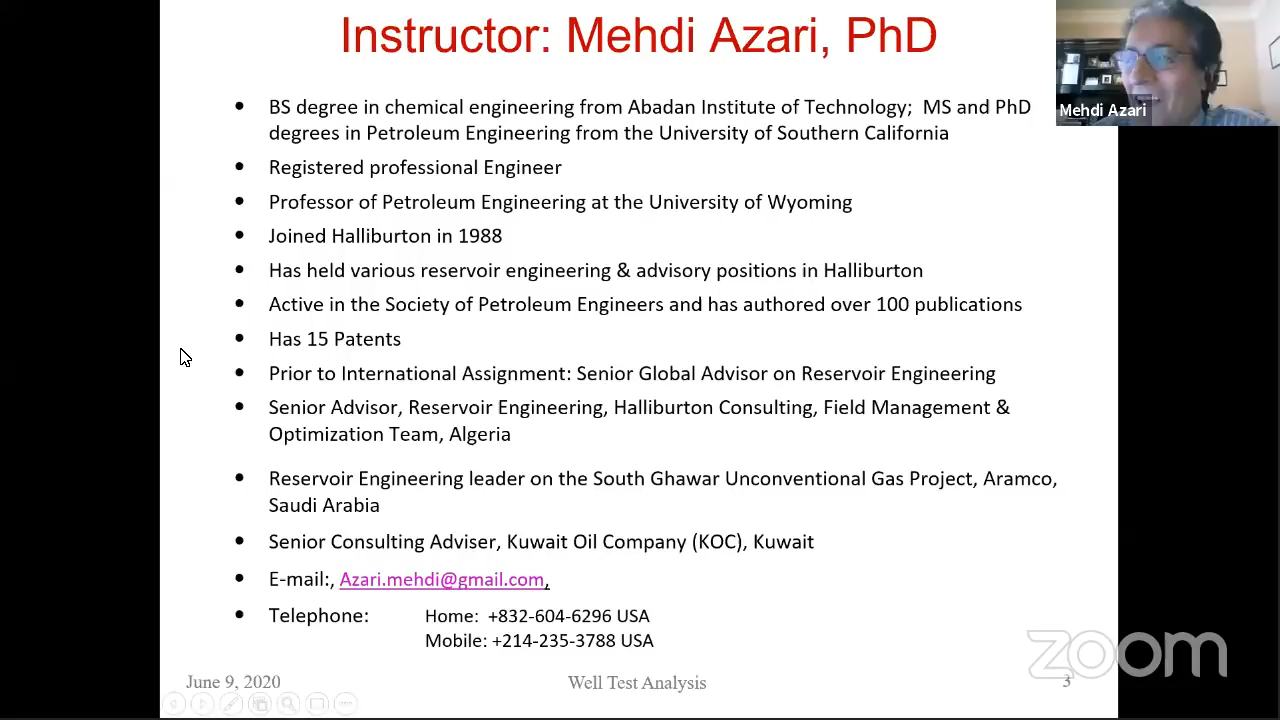 Instructor: Mehdi Azari, PhD
Mehdi Azari
• BS degree in chemical engineering from Abadan Institute of Technology;  MS and PhD
degrees in Petroleum Engineering from the University of Southern California
• Registered professional Engineer
• Professor of Petroleum Engineering at the University of Wyoming
• Joined Halliburton in 1988
• Has held various reservoir engineering & advisory positions in Halliburton
• Active in the Society of Petroleum Engineers and has authored over 100 publications
• Has 15 Patents
• Prior to International Assignment: Senior Global Advisor on Reservoir Engineering
• Senior Advisor, Reservoir Engineering, Halliburton Consulting, Field Management &
Optimization Team, Algeria
• Reservoir Engineering leader on the South Ghawar Unconventional Gas Project, Aramco,
Saudi Arabia
• Senior Consulting Adviser, Kuwait Oil Company (KOC), Kuwait
• E-mail:, Azari.mehdi@gmail.com,
• Telephone: Home: +832-604-6296 USA
Mobile: +214-235-3788 USA
zoom
June 9, 2020 Well Test Analysis 3